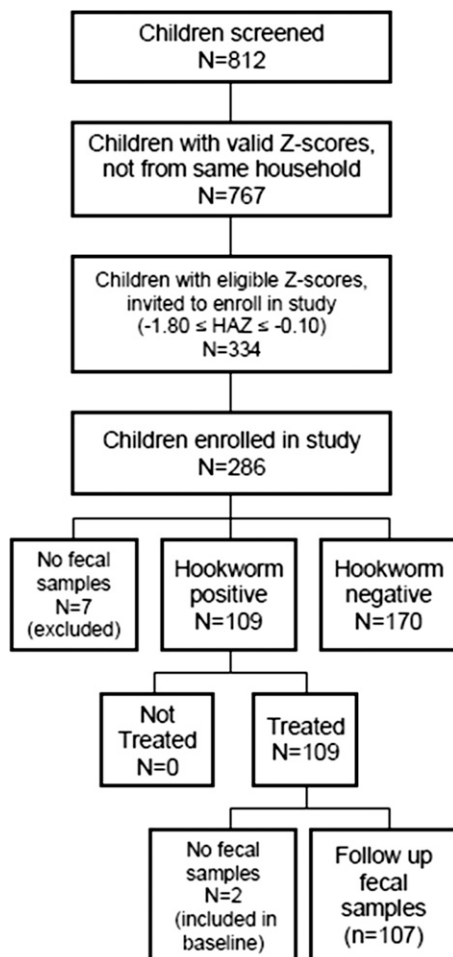 Children screened
N=812
Children with valid Z-scores,
not from same household
N=767
Children with eligible Z-scores,
invited to enroll in study
(-1.80 ≤ HAZ ≤ -0.10)
N=334
Children enrolled in study
N=286
No fecal
samples
N=7
(excluded)
Hookworm
positive
N=109
Hookworm
negative
N=170
Not
Treated
N=0
Treated
N=109
No fecal
samples
N=2
(included in
baseline)
Follow up
fecal
samples
(n=107)